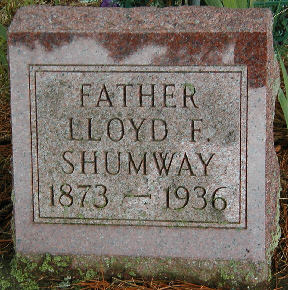 FATHER
LLOYD F.
SHUMWAY
1873 — 1936